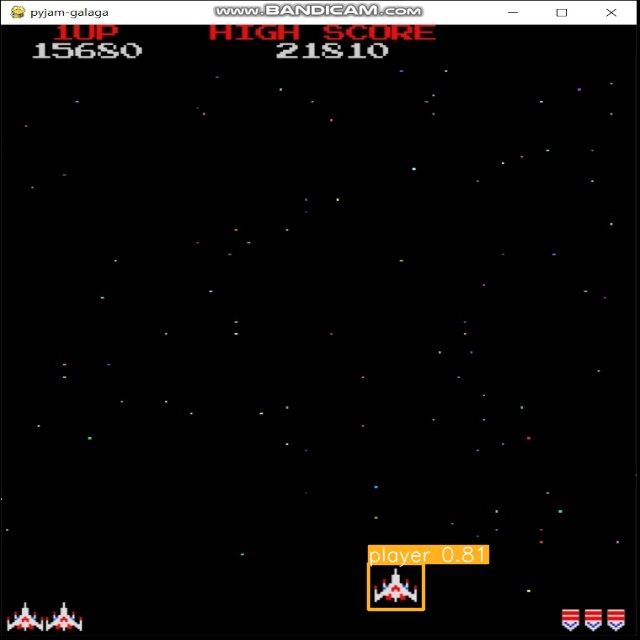 pyjam-galaga
www.BANDICAM.com
1UP HIGH SCORE
15680 21810
player 0.81